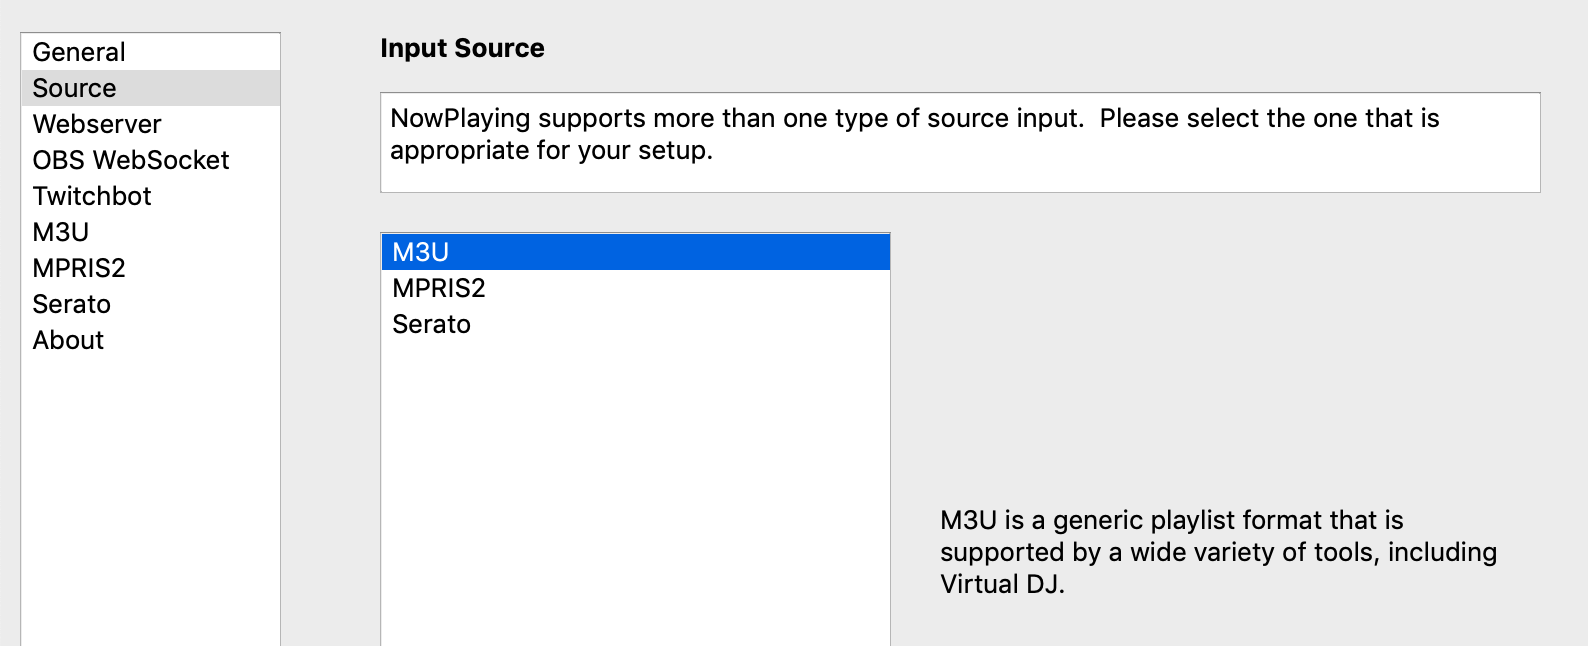 General
Source
Webserver
OBS WebSocket
Twitchbot
M3U
MPRIS2
Serato
About
Input Source
NowPlaying supports more than one type of source input.  Please select the one that is
appropriate for your setup.
M3U
MPRIS2
Serato
M3U is a generic playlist format that is
supported by a wide variety of tools, including
Virtual DJ.